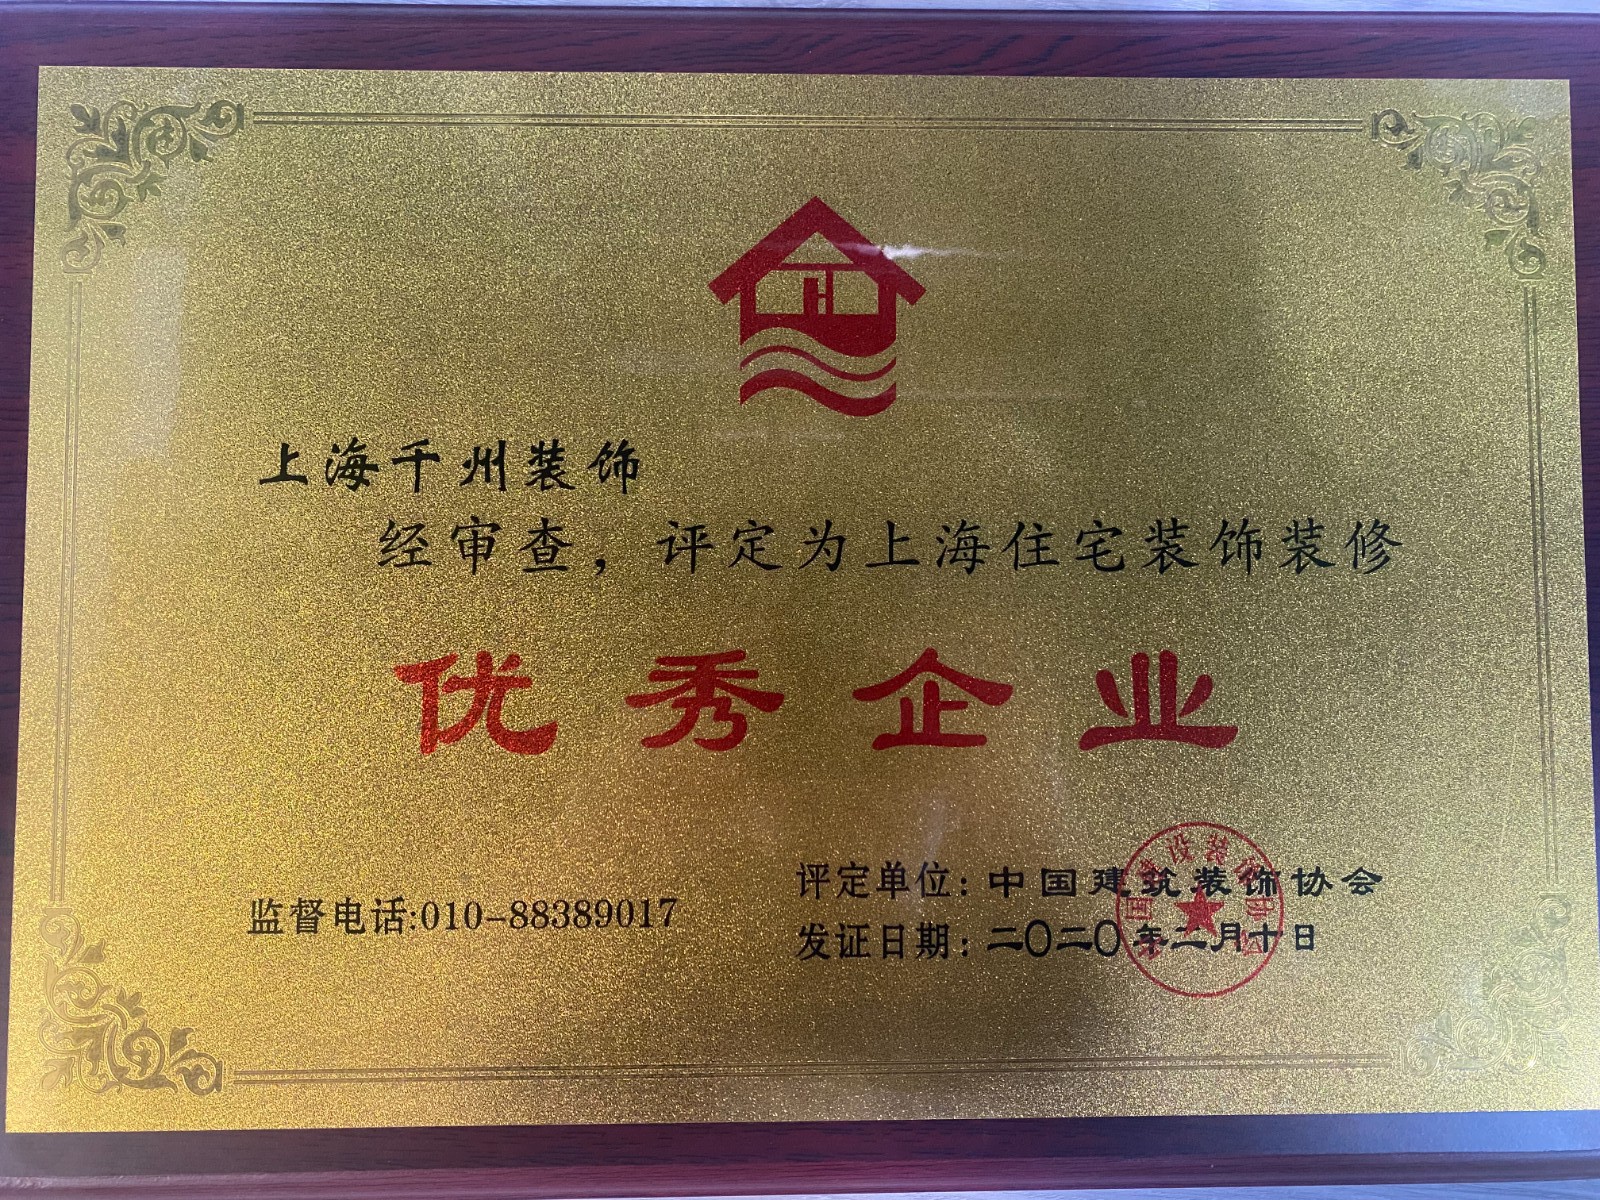 上海千州装饰
经审查，评定为上海住宅装饰装修
优秀企业
监督电话:010-88389017
评定单位:中国建筑装饰协会
发证日期:二〇二〇年二月十日